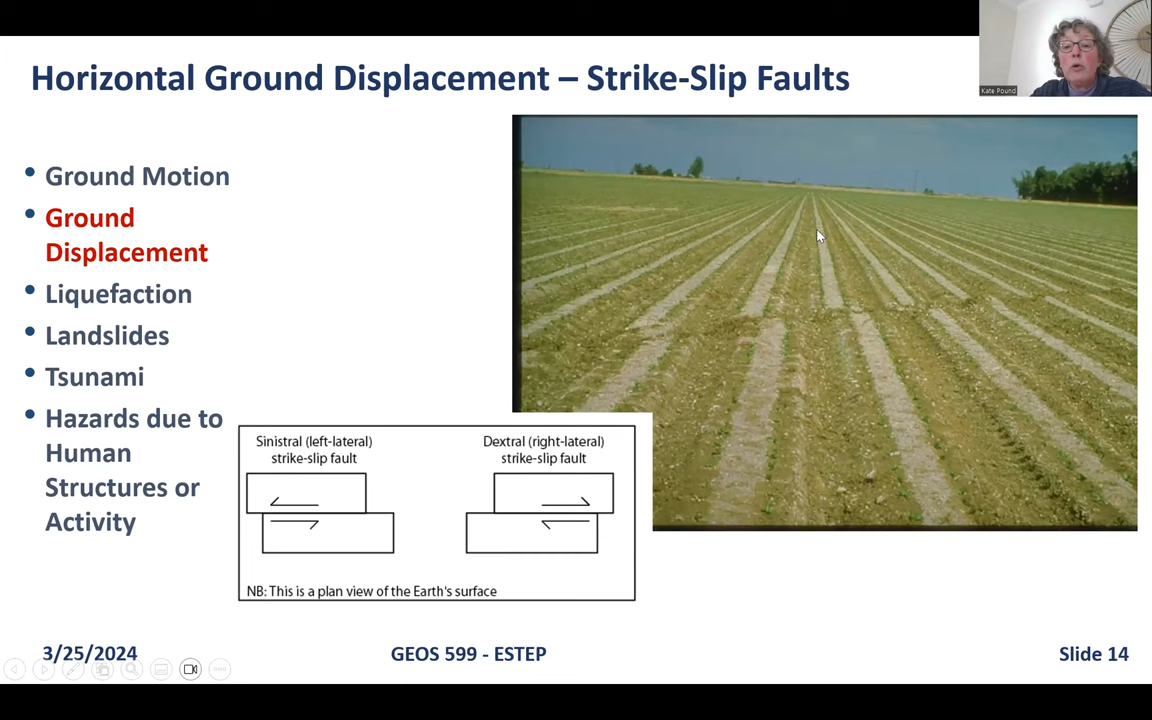 Horizontal Ground Displacement – Strike-Slip Faults
Kate Pound
• Ground Motion
• Ground
Displacement
• Liquefaction
• Landslides
• Tsunami
• Hazards due to
Human
Structures or
Activity
Sinistral (left-lateral)
strike-slip fault
Dextral (right-lateral)
strike-slip fault
NB: This is a plan view of the Earth's surface
3/25/2024
GEOS 599 - ESTEP
Slide 14